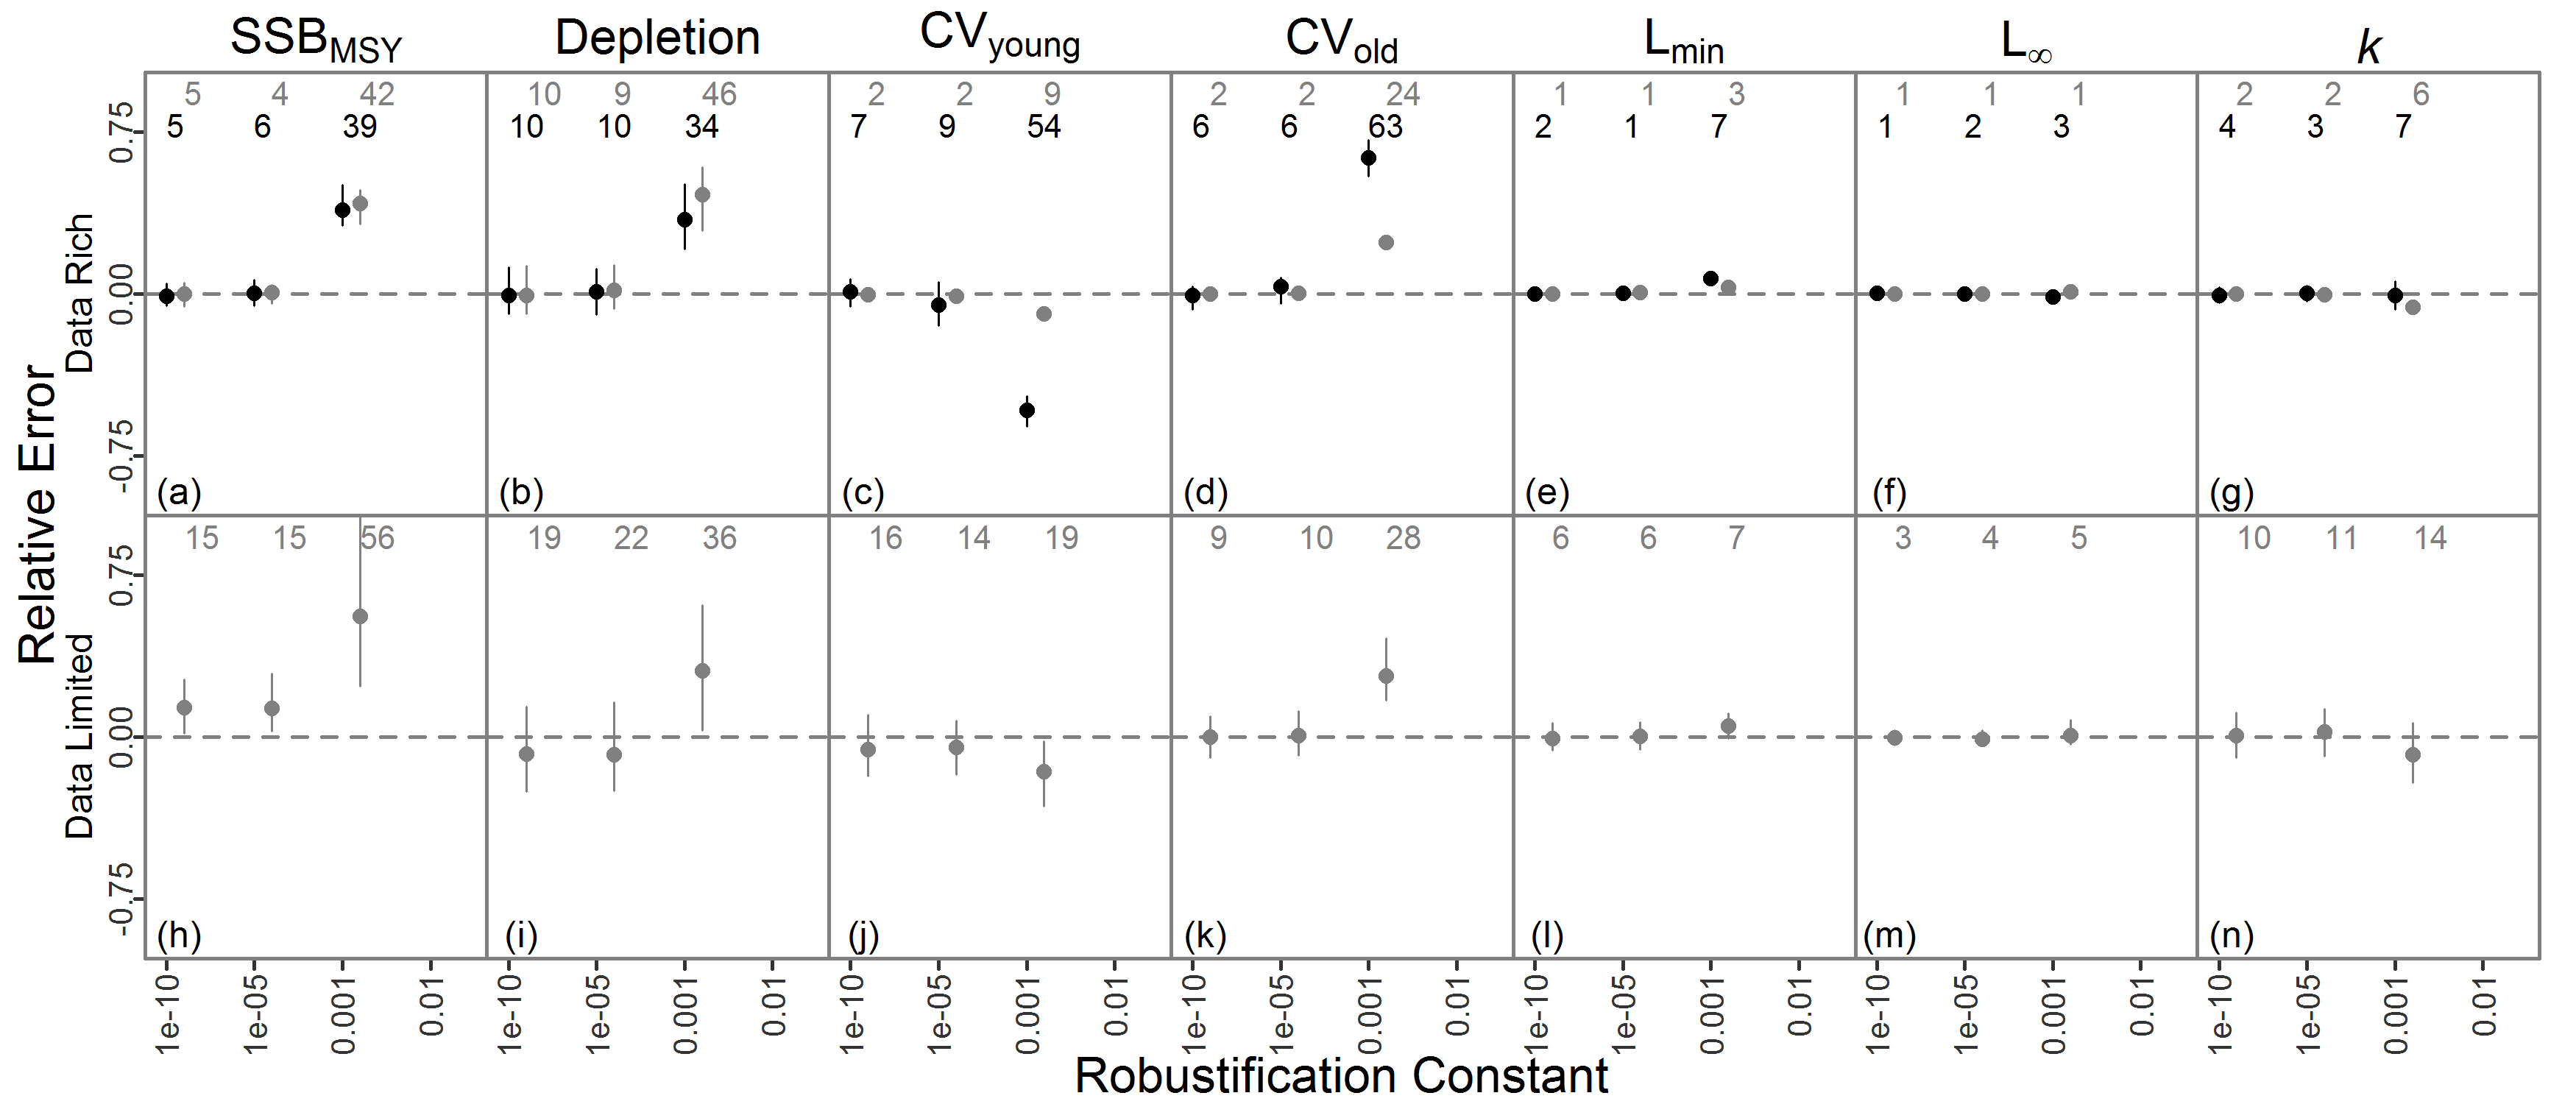 SSBMSY Depletion CVyoung CVold Lmin L∞ k
5 4 42 10 9 46 2 2 9 2 2 24 1 1 3 1 1 1 2 2 6
5 6 39 10 10 34 7 9 54 6 6 63 2 1 7 1 2 3 4 3 7
0.75
0.00
-0.75
Data Rich
(a) (b) (c) (d) (e) (f) (g)
15 15 56 19 22 36 16 14 19 9 10 28 6 6 7 3 4 5 10 11 14
0.75
0.00
-0.75
Data Limited
Relative Error
(h) (i) (j) (k) (l) (m) (n)
1e-10 1e-05 0.001 0.01 1e-10 1e-05 0.001 0.01 1e-10 1e-05 0.001 0.01 1e-10 1e-05 0.001 0.01 1e-10 1e-05 0.001 0.01 1e-10 1e-05 0.001 0.01 1e-10 1e-05 0.001 0.01
Robustification Constant